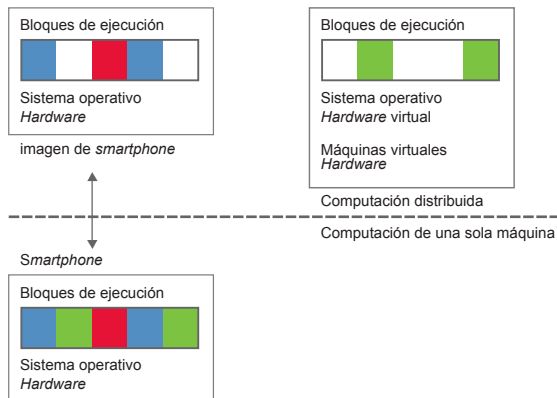 Bloques de ejecución
Sistema operativo
Hardware
imagen de smartphone
Bloques de ejecución
Sistema operativo
Hardware virtual
Máquinas virtuales
Hardware
Computación distribuida
Computación de una sola máquina
Smartphone
Bloques de ejecución
Sistema operativo
Hardware